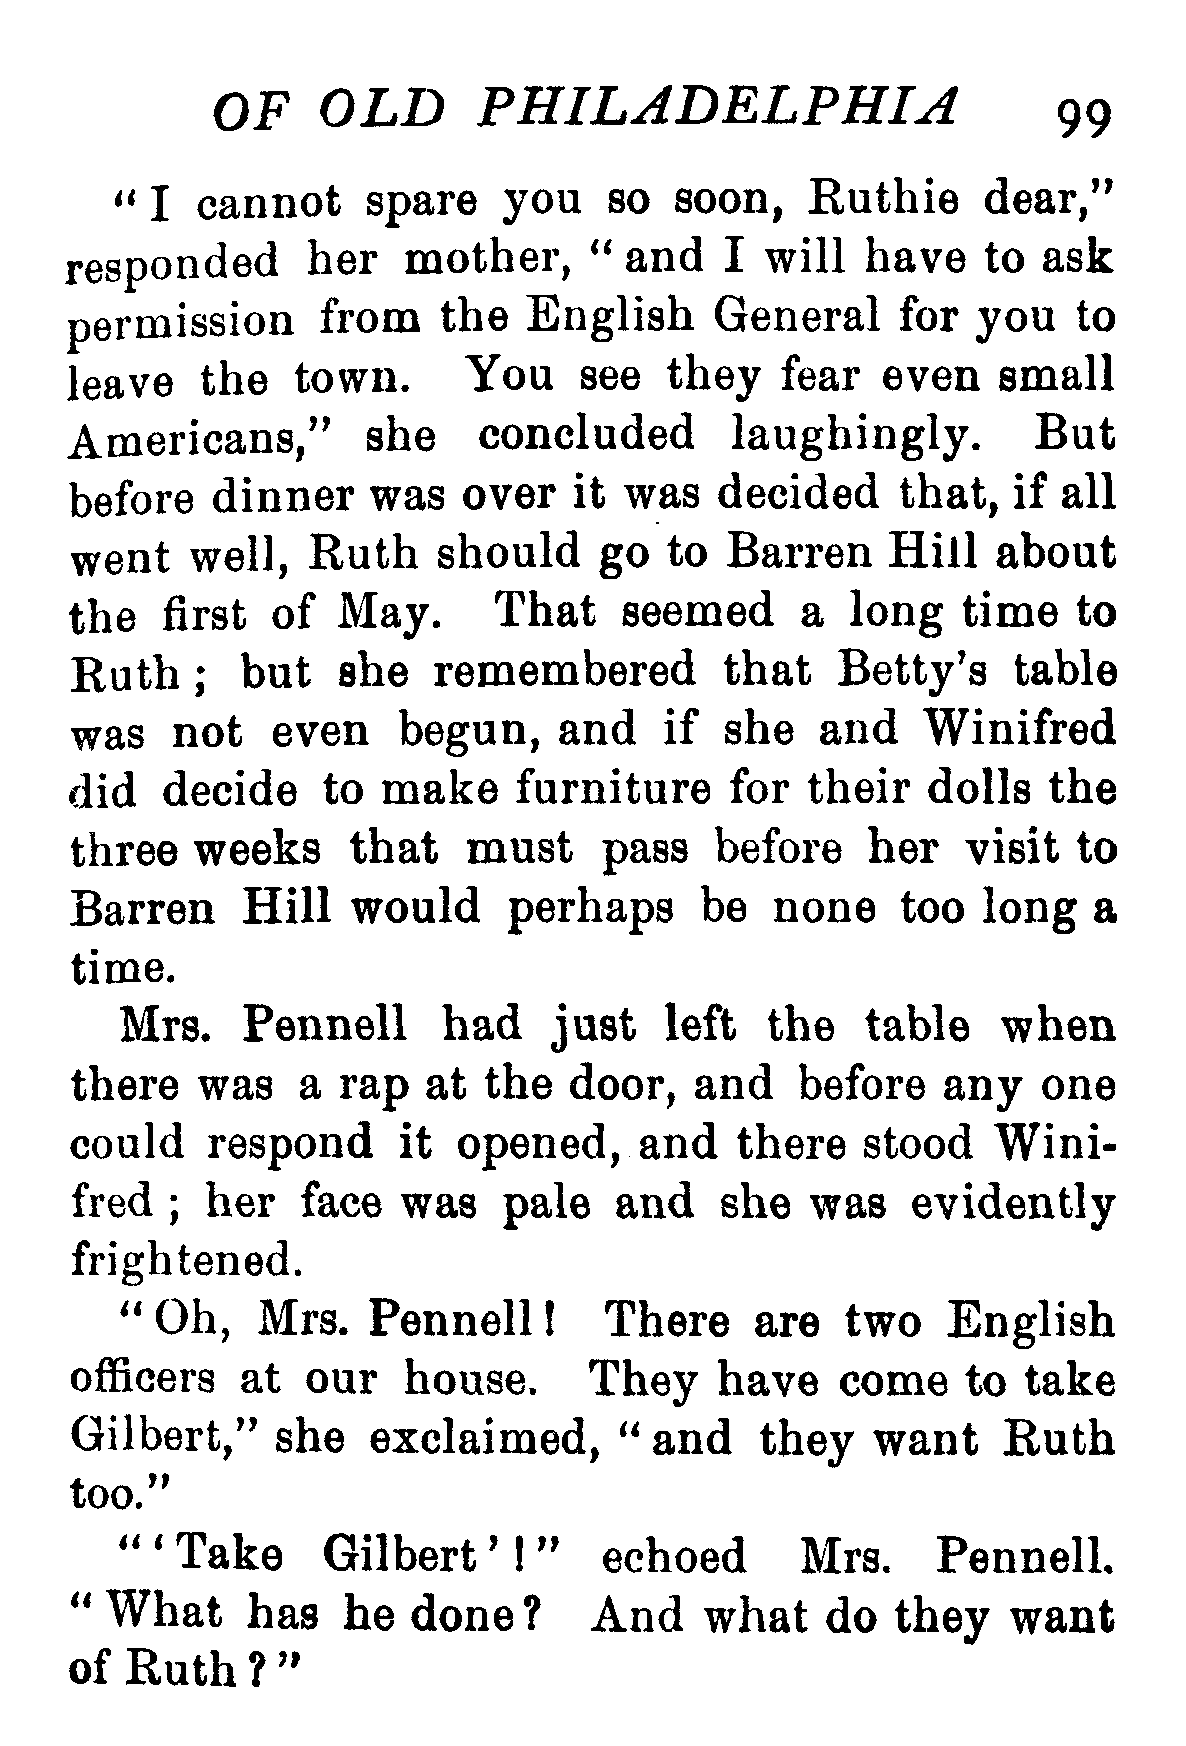 OF OLD PHILADELPHIA 99
“ I cannot spare you so soon, Ruthie dear,”
responded her mother, “ and I will have to ask
permission from the English General for you to
leave the town. You see they fear even small
Americans,” she concluded laughingly. But
before dinner was over it was decided that, if all
went well, Ruth should go to Barren Hill about
the first of May. That seemed a long time to
Ruth ; but she remembered that Betty’s table
was not even begun, and if she and Winifred
did decide to make furniture for their dolls the
three weeks that must pass before her visit to
Barren Hill would perhaps be none too long a
time.
Mrs. Pennell had just left the table when
there was a rap at the door, and before any one
could respond it opened, and there stood Wini-
fred ; her face was pale and she was evidently
frightened.
“ Oh, Mrs. Pennell ! There are two English
officers at our house. They have come to take
Gilbert,” she exclaimed, “ and they want Ruth
too.”
“ ‘ Take Gilbert ’ ! ” echoed Mrs. Pennell.
“ What has he done ? And what do they want
of Ruth ? ”